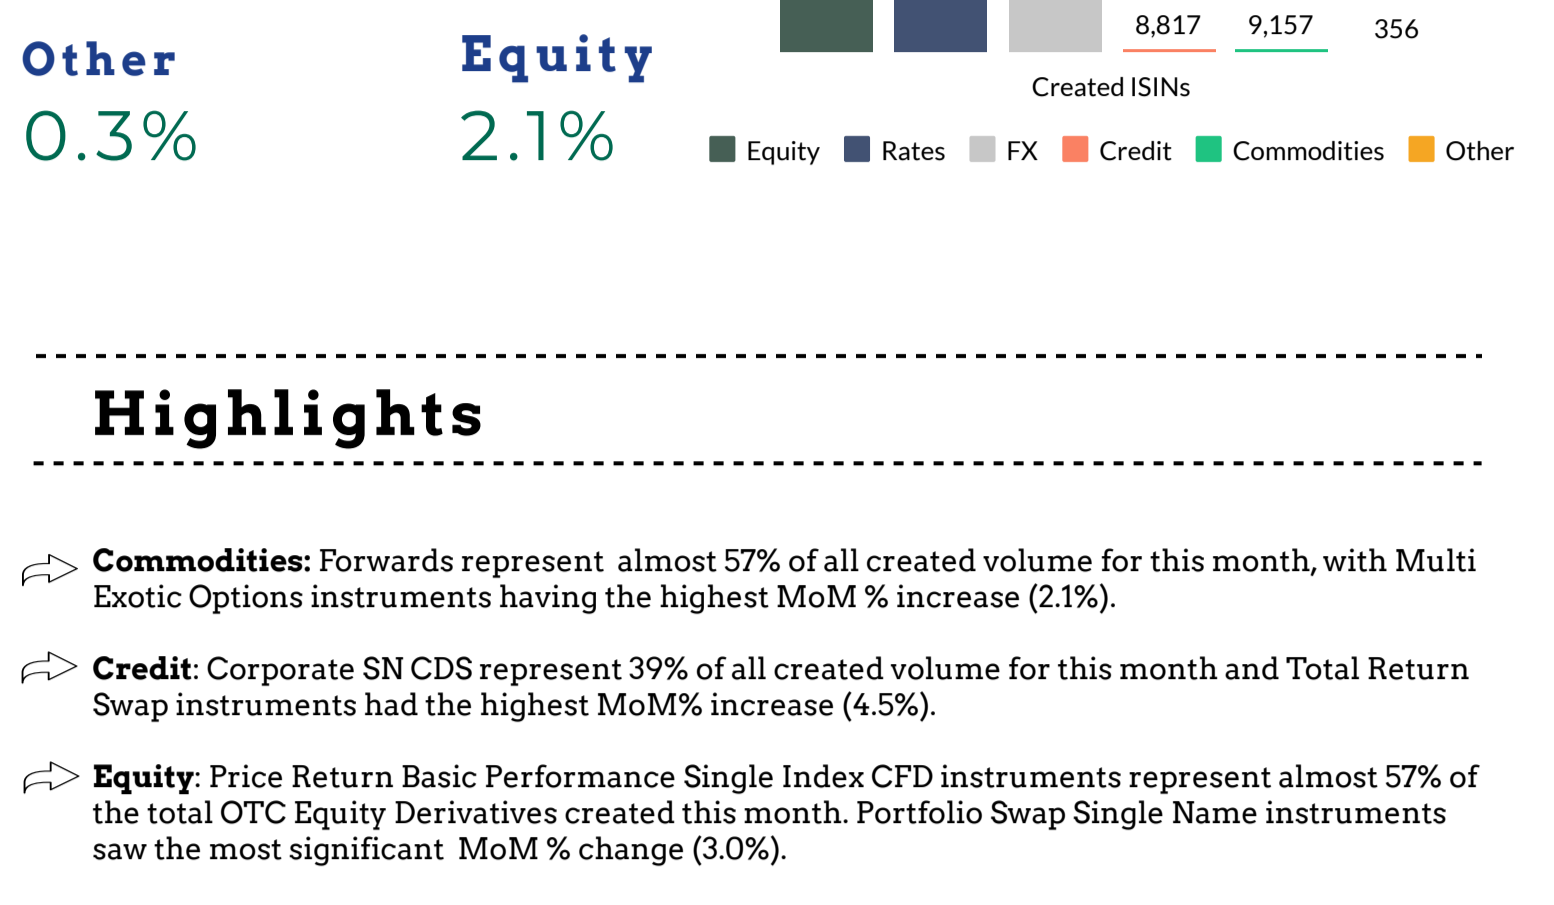 Other
0.3%
Equity
2.1%
8,817 9,157 356
Created ISINs
Equity Rates FX Credit Commodities Other
Highlights
Commodities: Forwards represent almost 57% of all created volume for this month, with Multi
Exotic Options instruments having the highest MoM % increase (2.1%).
Credit: Corporate SN CDS represent 39% of all created volume for this month and Total Return
Swap instruments had the highest MoM% increase (4.5%).
Equity: Price Return Basic Performance Single Index CFD instruments represent almost 57% of
the total OTC Equity Derivatives created this month. Portfolio Swap Single Name instruments
saw the most significant MoM % change (3.0%).